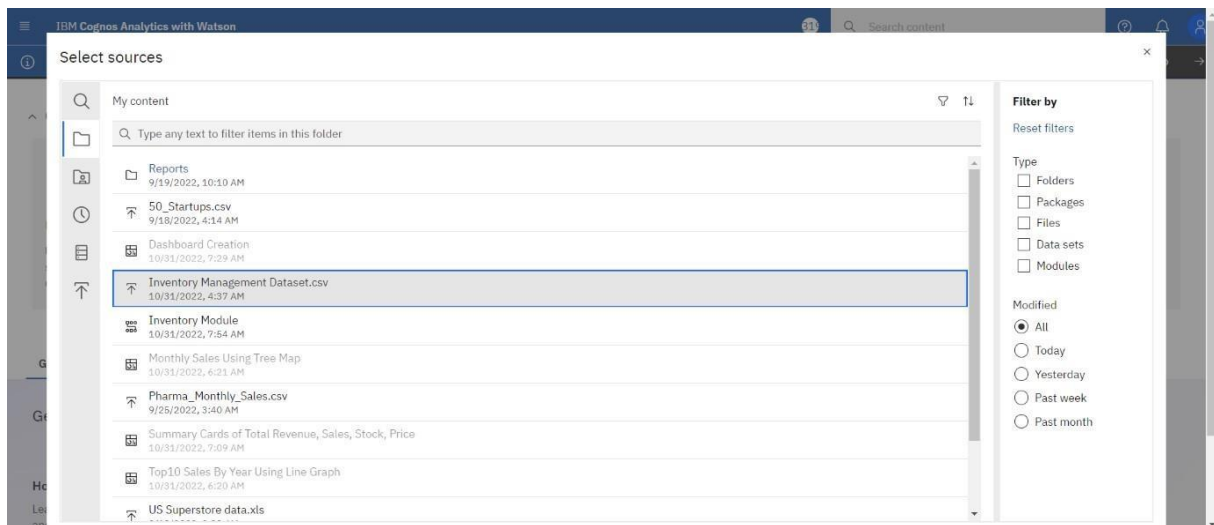 IBM Cognos Analytics with Watson
Search content
Select sources
My content
Type any text to filter items in this folder
Reports
9/19/2022, 10:10 AM
50_Startups.csv
9/18/2022, 4:14 AM
Dashboard Creation
10/31/2022, 7:29 AM
Inventory Management Dataset.csv
10/31/2022, 4:37 AM
Inventory Module
10/31/2022, 7:54 AM
Monthly Sales Using Tree Map
10/31/2022, 6:21 AM
Pharma_Monthly_Sales.csv
9/25/2022, 3:40 AM
Summary Cards of Total Revenue, Sales, Stock, Price
10/31/2022, 7:09 AM
Top10 Sales By Year Using Line Graph
10/31/2022, 6:20 AM
US Superstore data.xls
Filter by
Reset filters
Type
Folders
Packages
Files
Data sets
Modules
Modified
All
Today
Yesterday
Past week
Past month